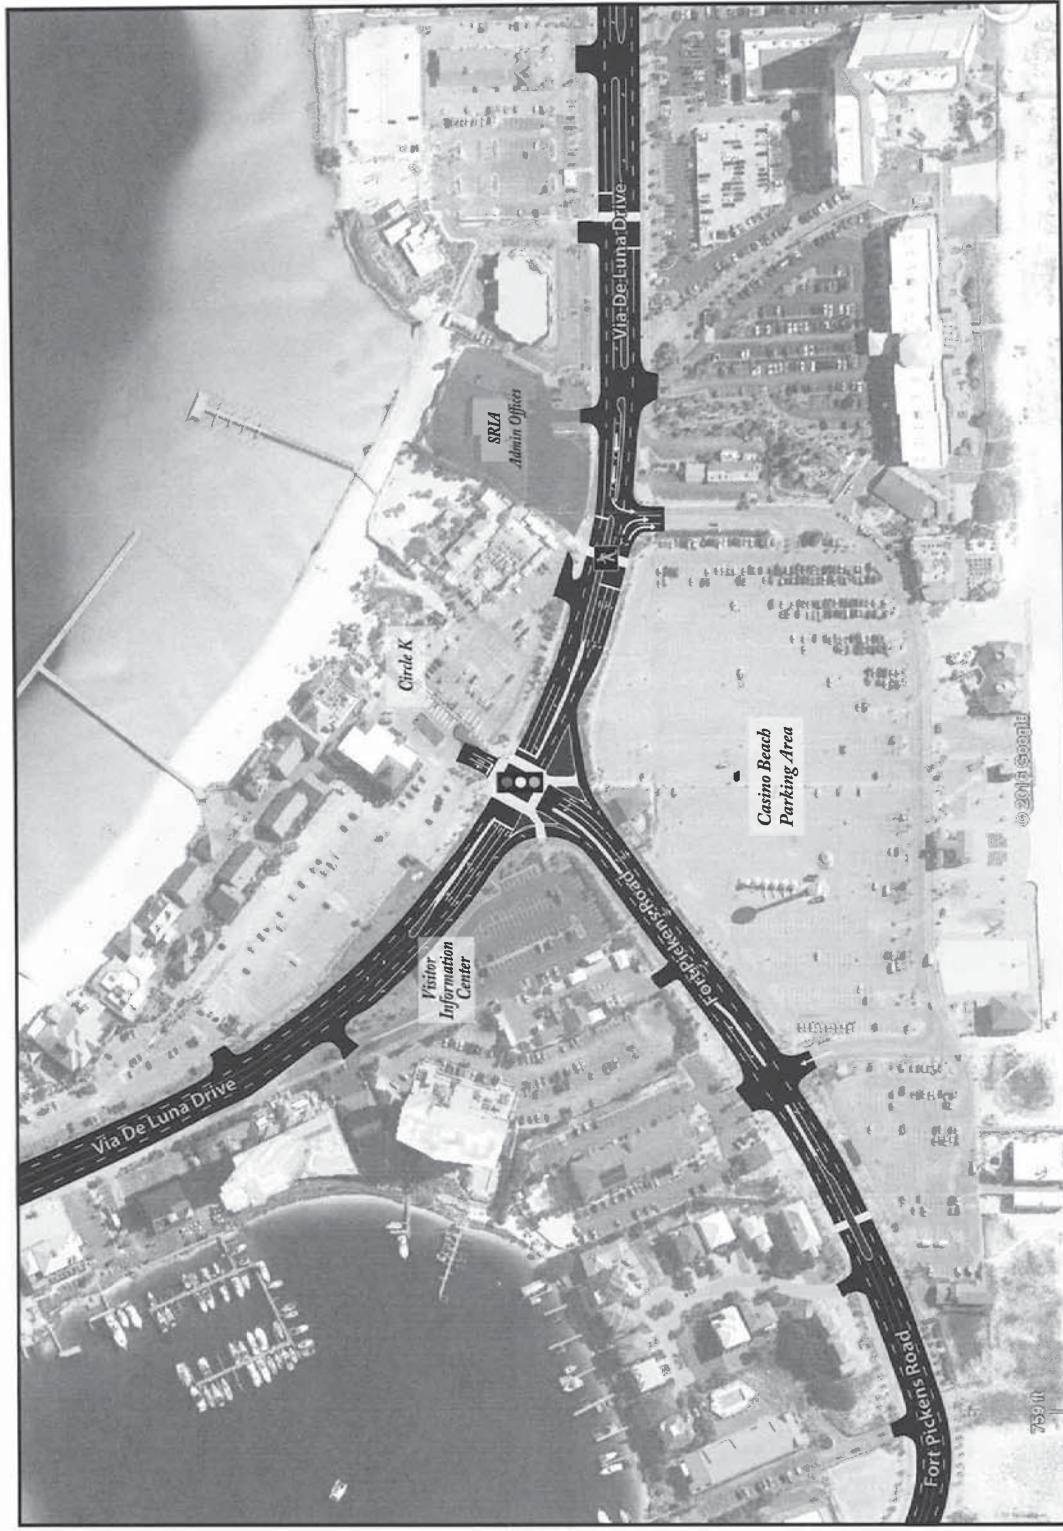 Via De Luna Drive
Visitor
Information
Center
Circle K
SRIA
Admin Offices
Via De Luna Drive
Fort Pickens Road
Fort Pickens Road
Casino Beach
Parking Area
© 2016 Google
759 ft